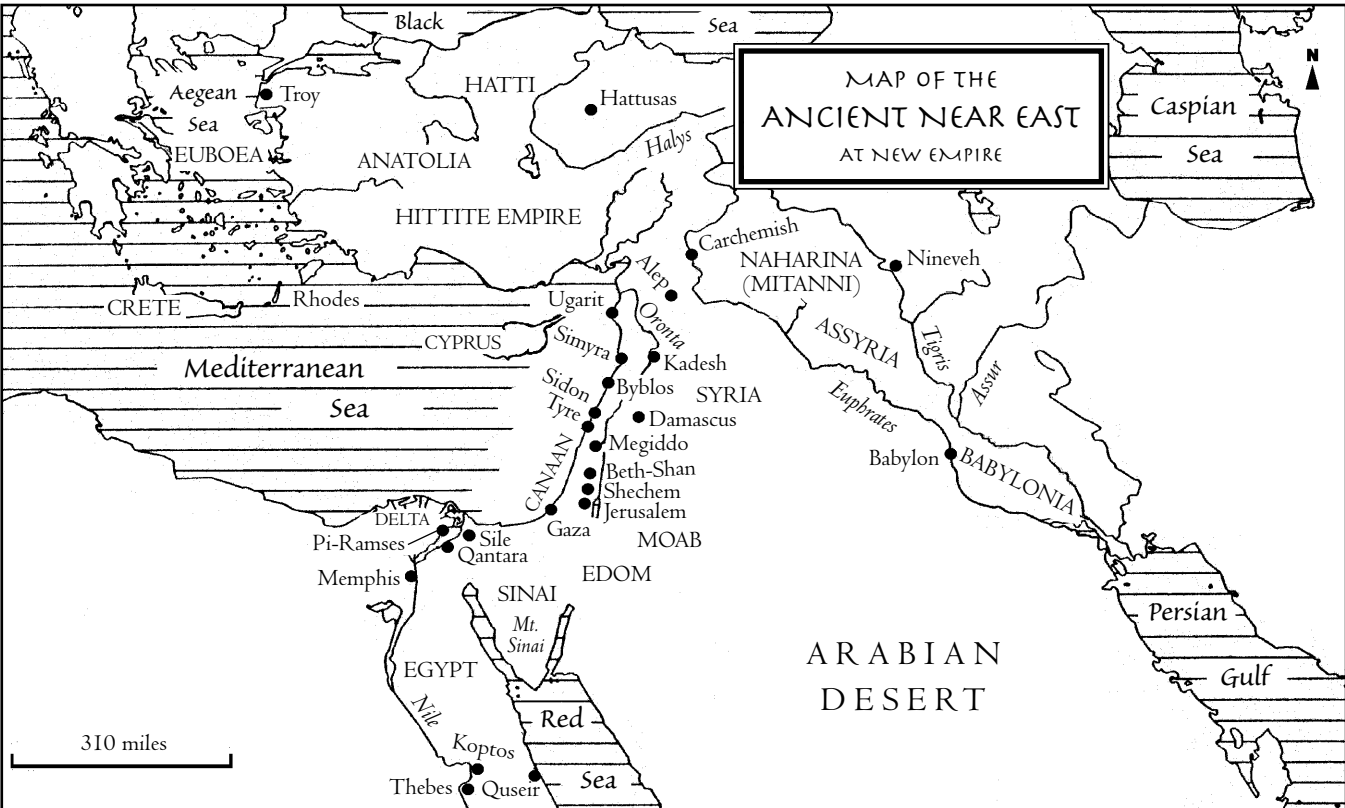 Black
Sea
MAP OF THE
ANCIENT NEAR EAST
AT NEW EMPIRE
N
Caspian
Sea
HATTI
Hattusas
Halys
Aegean
Sea
Troy
EUBOEA
ANATOLIA
HITTITE EMPIRE
Carchemish
NAHARINA
(MITANNI)
Nineveh
Alep
CRETE
Rhodes
Ugarit
Oronta
CYPRUS
Simyra
Kadesh
ASSYRIA
Tigris
Assur
Mediterranean
Sea
Sidon
Tyre
Byblos
SYRIA
Damascus
Euphrates
CANAAN
Megiddo
Beth-Shan
Shechem
Jerusalem
Babylon
BABYLONIA
DELTA
Pi-Ramses
Sile
Qantara
Gaza
MOAB
Memphis
EDOM
SINAI
Mt.
Sinai
Persian
Gulf
ARABIAN
DESERT
EGYPT
Nile
Red
Sea
310 miles
Koptos
Thebes
Quseir